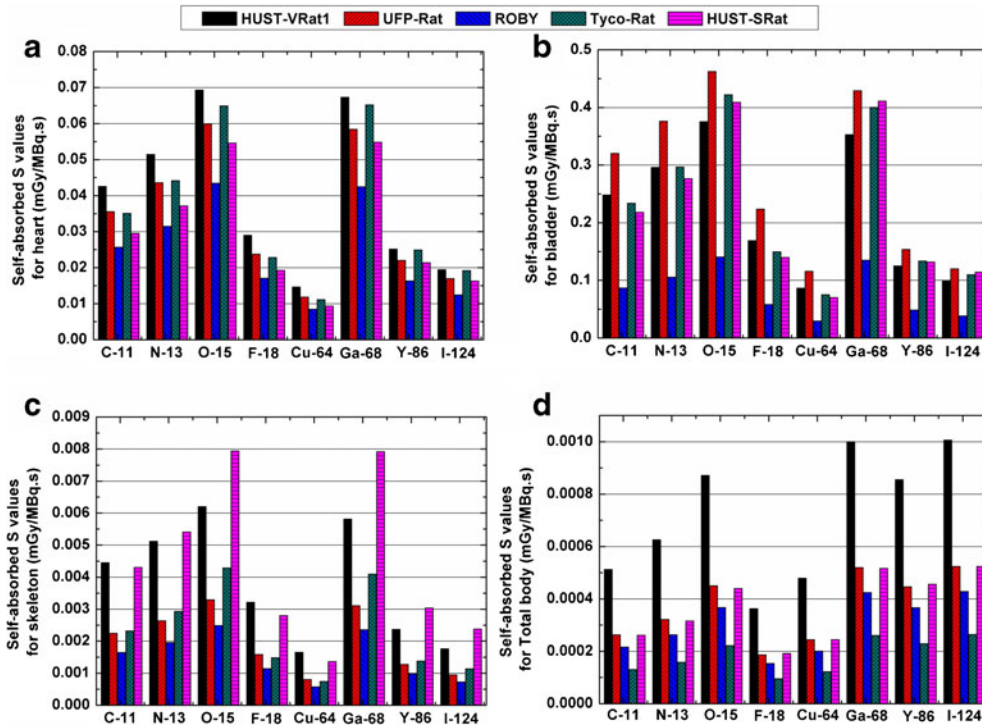 HUST-VRat1 UFP-Rat ROBY Tyco-Rat HUST-SRat
a
Self-absorbed S values
for heart (mGy/MBq.s)
0.08
0.07
0.06
0.05
0.04
0.03
0.02
0.01
0.00
C-11 N-13 O-15 F-18 Cu-64 Ga-68 Y-86 I-124
b
Self-absorbed S values
for bladder (mGy/MBq.s)
0.5
0.4
0.3
0.2
0.1
0.0
C-11 N-13 O-15 F-18 Cu-64 Ga-68 Y-86 I-124
c
Self-absorbed S values
for skeleton (mGy/MBq.s)
0.009
0.008
0.007
0.006
0.005
0.004
0.003
0.002
0.001
0.000
C-11 N-13 O-15 F-18 Cu-64 Ga-68 Y-86 I-124
d
Self-absorbed S values
for Total body (mGy/MBq.s)
0.0010
0.0008
0.0006
0.0004
0.0002
0.0000
C-11 N-13 O-15 F-18 Cu-64 Ga-68 Y-86 I-124